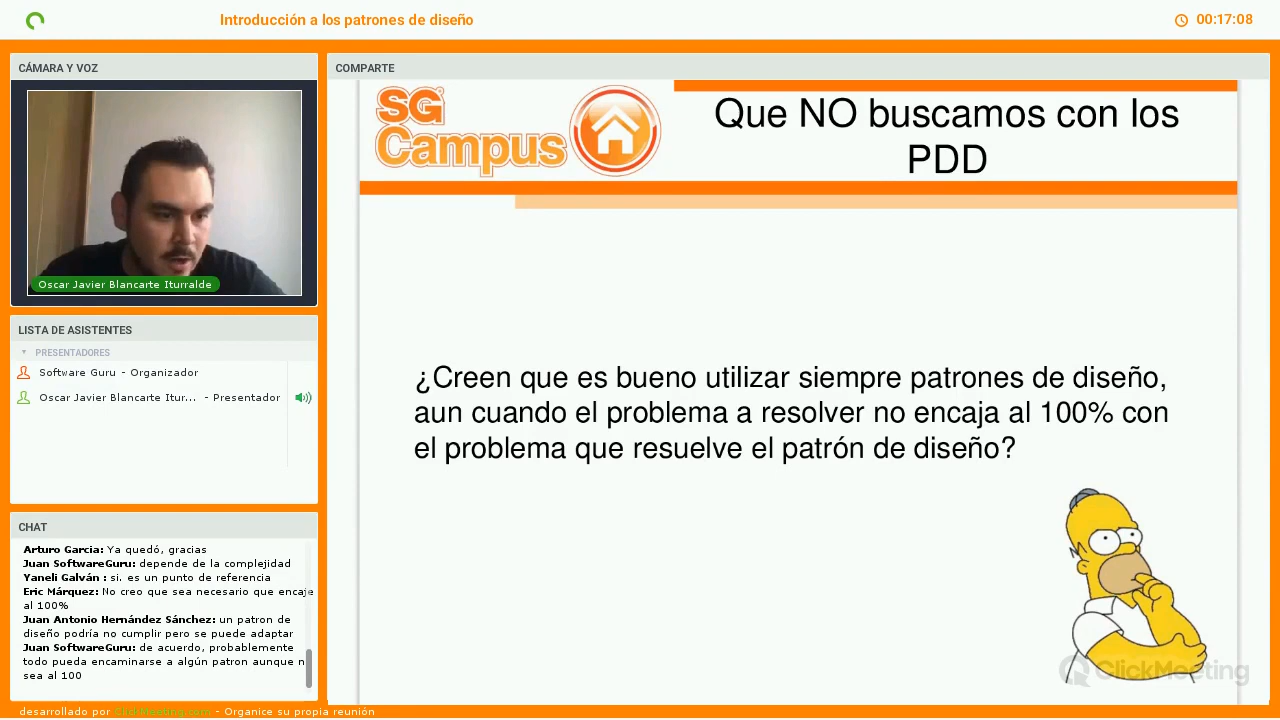 Introducción a los patrones de diseño
00:17:08
CÁMARA Y VOZ
Oscar Javier Blancarte Iturralde
LISTA DE ASISTENTES
PRESENTADORES
Software Guru - Organizador
Oscar Javier Blancarte Itur... - Presentador
CHAT
Arturo Garcia: Ya quedó, gracias
Juan SoftwareGuru: depende de la complejidad
Yaneli Galván : si. es un punto de referencia
Eric Márquez: No creo que sea necesario que encaje
al 100%
Juan Antonio Hernández Sánchez: un patron de
diseño podría no cumplir pero se puede adaptar
Juan SoftwareGuru: de acuerdo, probablemente
todo pueda encaminarse a algún patron aunque n
sea al 100
COMPARTE
SG
Campus
Que NO buscamos con los
PDD
¿Creen que es bueno utilizar siempre patrones de diseño,
aun cuando el problema a resolver no encaja al 100% con
el problema que resuelve el patrón de diseño?
ClickMeeting
desarrollado por ClickMeeting.com - Organice su propia reunión